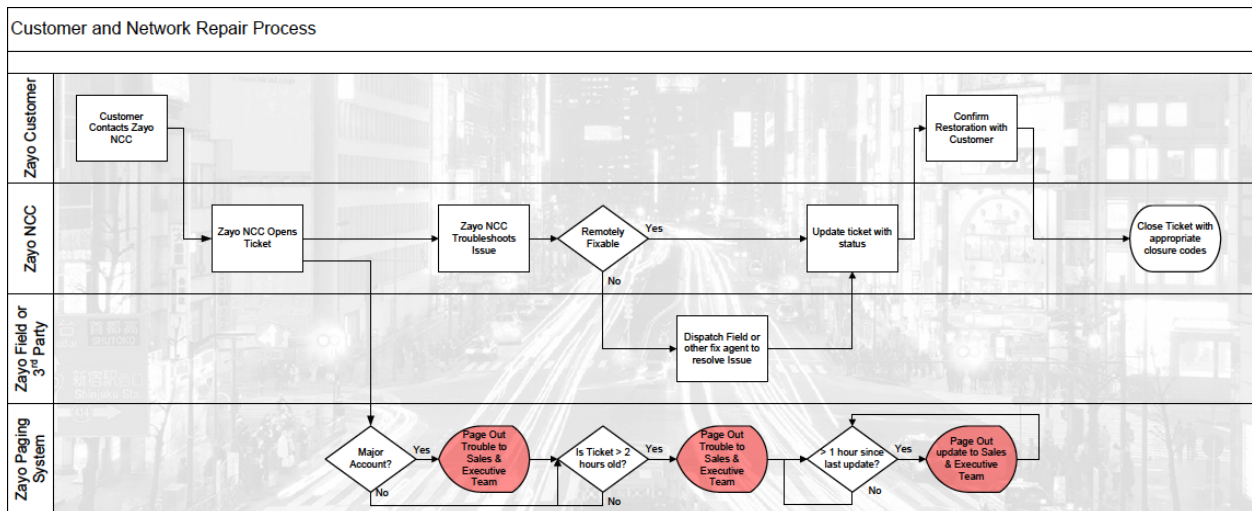 Customer and Network Repair Process
Zayo Customer
Customer
Contacts Zayo
NCC
Confirm
Restoration with
Customer
Zayo NCC
Zayo NCC Opens
Ticket
Zayo NCC
Troubleshoots
Issue
Remotely
Fixable
Yes
No
Update ticket with
status
Close Ticket with
appropriate
closure codes
Zayo Field or
3rd Party
Dispatch Field or
other fix agent to
resolve Issue
Zayo Paging
System
Major
Account?
Yes
No
Page Out
Trouble to
Sales &
Executive
Team
Is Ticket > 2
hours old?
Yes
No
Page Out
Trouble to
Sales &
Executive
Team
> 1 hour since
last update?
Yes
No
Page Out
update to Sales
& Executive
Team